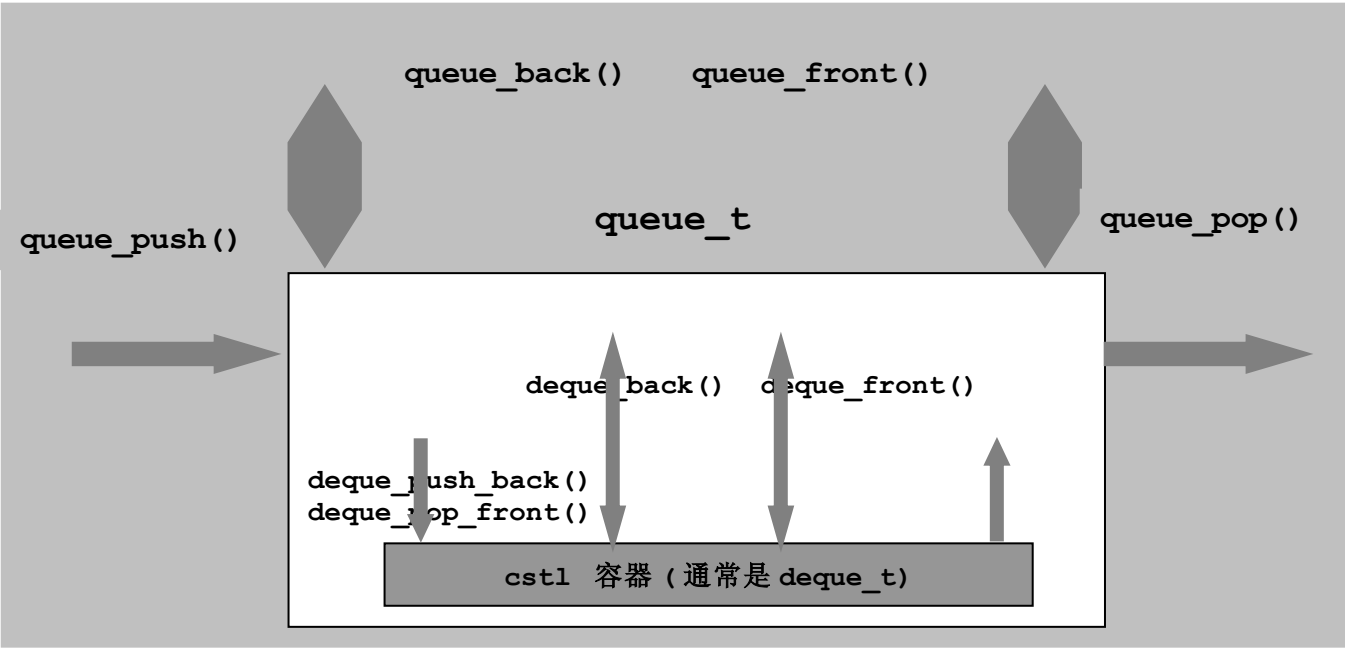 queue_back() queue_front()
queue_t
queue_push()
queue_pop()
deque_back() deque_front()
deque_push_back()
deque_pop_front()
cstl 容器 (通常是 deque_t)